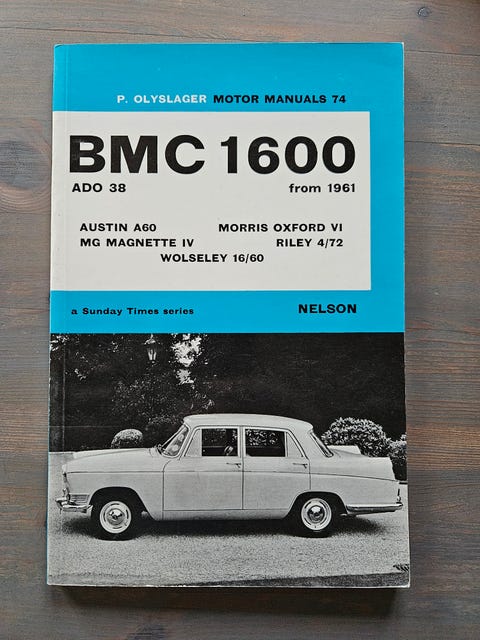 P. OLYSLAGER MOTOR MANUALS 74
BMC 1600
ADO 38 from 1961
AUSTIN A60 MORRIS OXFORD VI
MG MAGNETTE IV RILEY 4/72
WOLSELEY 16/60
a Sunday Times series NELSON